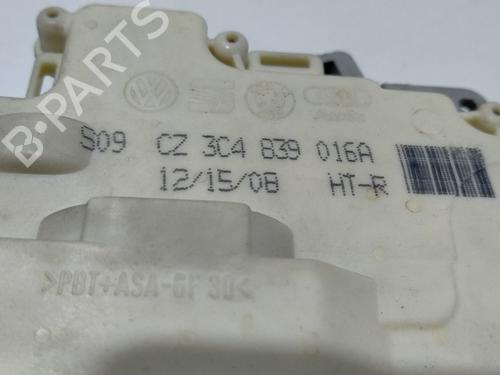 B-PARTS
S09 CZ 3C4 839 016A
12/15/08 HT-R
>PBT+ASA-GF 30<